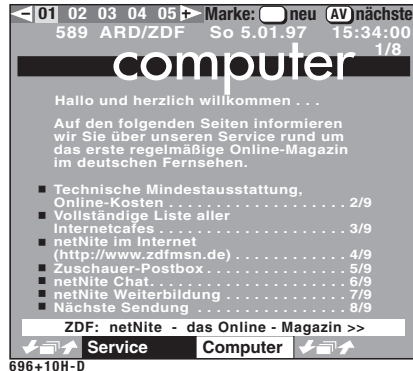 01 02 03 04 05 Marke: neu AV nächste
589 ARD/ZDF So 5.01.97 15:34:00
1/8
computer
Hallo und herzlich willkommen . . .
Auf den folgenden Seiten informieren
wir Sie über unseren Service rund um
das erste regelmäßige Online-Magazin
im deutschen Fernsehen.
Technische Mindestausstattung,
Online-Kosten . . . . . . . . . . . . . . . . . . . 2/9
Vollständige Liste aller
Internetcafes . . . . . . . . . . . . . . . . . . . . 3/9
netNite im Internet
(http://www.zdfmsn.de) . . . . . . . . . . . 4/9
Zuschauer-Postbox . . . . . . . . . . . . . . 5/9
netNite Chat. . . . . . . . . . . . . . . . . . . . . 6/9
netNite Weiterbildung . . . . . . . . . . . . 7/9
Nächste Sendung . . . . . . . . . . . . . . . . 8/9
ZDF: netNite - das Online - Magazin >>
Service Computer
696+10H-D